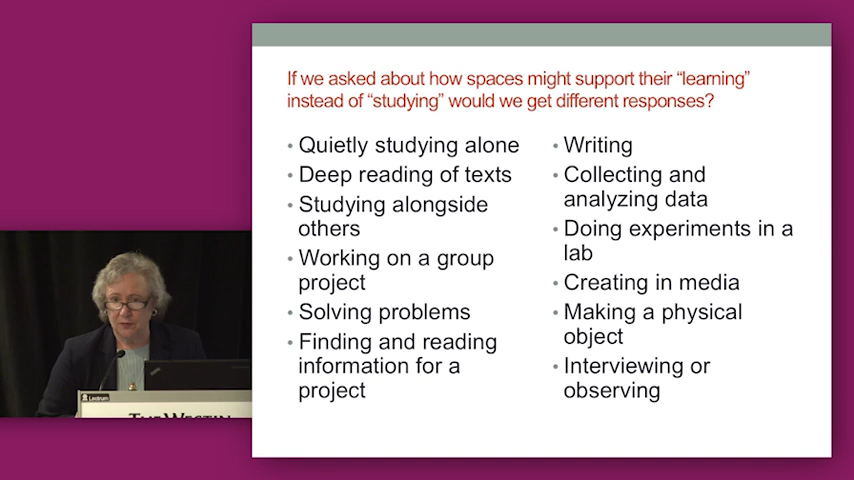 If we asked about how spaces might support their “learning”
instead of “studying” would we get different responses?
• Quietly studying alone
• Deep reading of texts
• Studying alongside
others
• Working on a group
project
• Solving problems
• Finding and reading
information for a
project
• Writing
• Collecting and
analyzing data
• Doing experiments in a
lab
• Creating in media
• Making a physical
object
• Interviewing or
observing
Lectrum
THE WESTIN